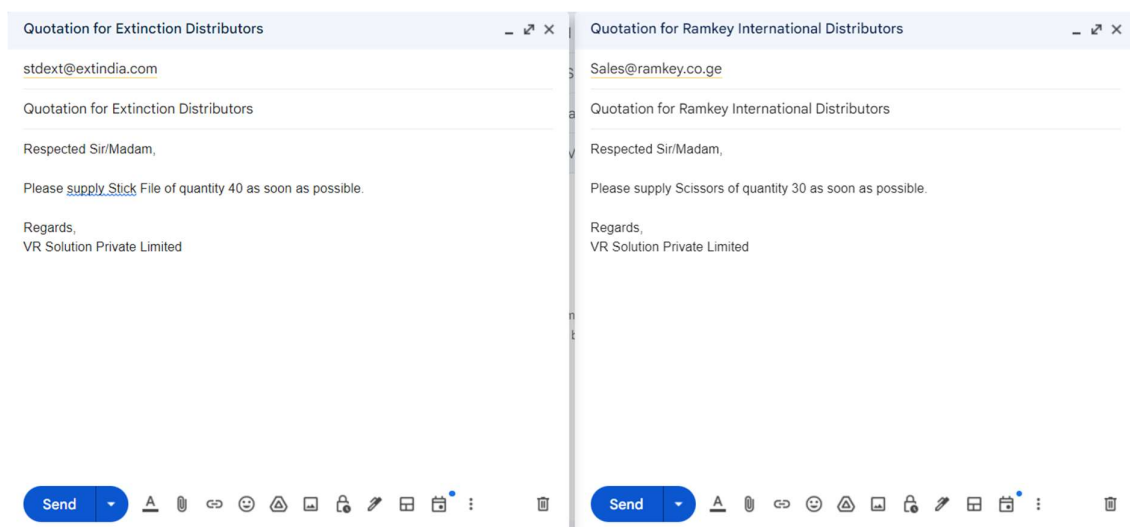 Quotation for Extinction Distributors
stdext@extindia.com
Quotation for Extinction Distributors
Respected Sir/Madam,
Please supply Stick File of quantity 40 as soon as possible.
Regards,
VR Solution Private Limited
Send
A
Quotation for Ramkey International Distributors
Sales@ramkey.co.ge
Quotation for Ramkey International Distributors
Respected Sir/Madam,
Please supply Scissors of quantity 30 as soon as possible.
Regards,
VR Solution Private Limited
Send
A